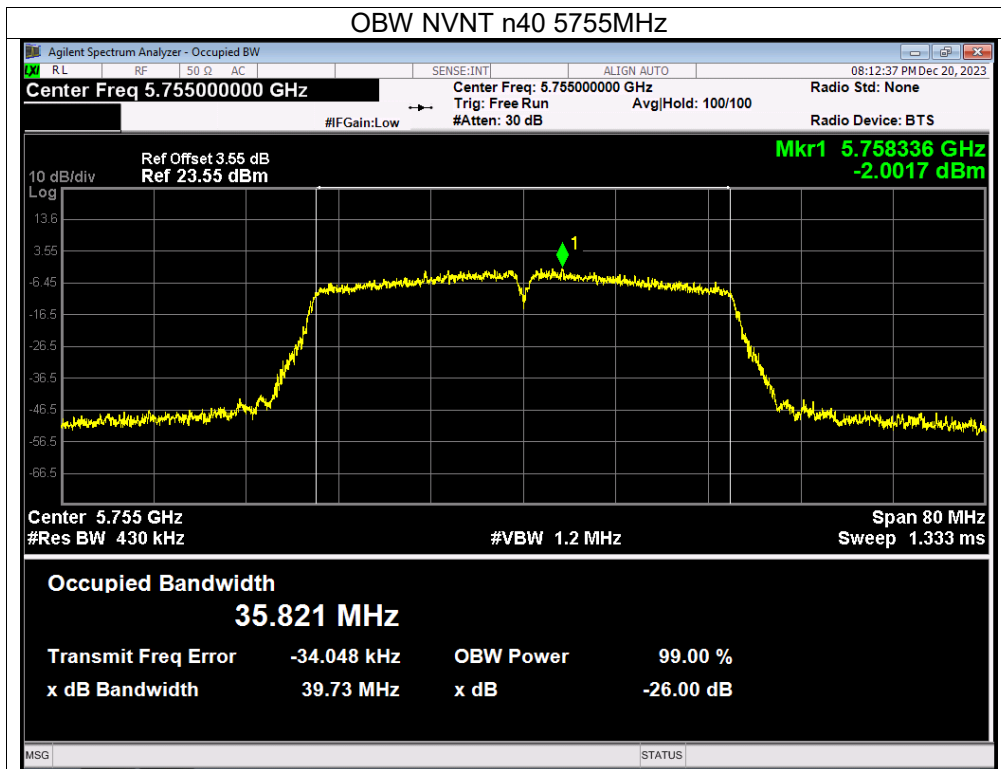 OBW NVNT n40 5755MHz
Agilent Spectrum Analyzer - Occupied BW
LXI RL RF 50 Ω AC SENSE:INT ALIGN AUTO 08:12:37 PM Dec 20, 2023
Center Freq 5.755000000 GHz Center Freq: 5.755000000 GHz Radio Std: None
Trig: Free Run Avg|Hold: 100/100
#IFGain:Low #Atten: 30 dB Radio Device: BTS
Mkr1 5.758336 GHz
-2.0017 dBm
Ref Offset 3.55 dB
10 dB/div Ref 23.55 dBm
Log
13.6
3.55
-6.45
-16.5
-26.5
-36.5
-46.5
-56.5
-66.5
1
Center 5.755 GHz Span 80 MHz
#Res BW 430 kHz #VBW 1.2 MHz Sweep 1.333 ms
Occupied Bandwidth
35.821 MHz
Transmit Freq Error -34.048 kHz OBW Power 99.00 %
x dB Bandwidth 39.73 MHz x dB -26.00 dB
MSG STATUS